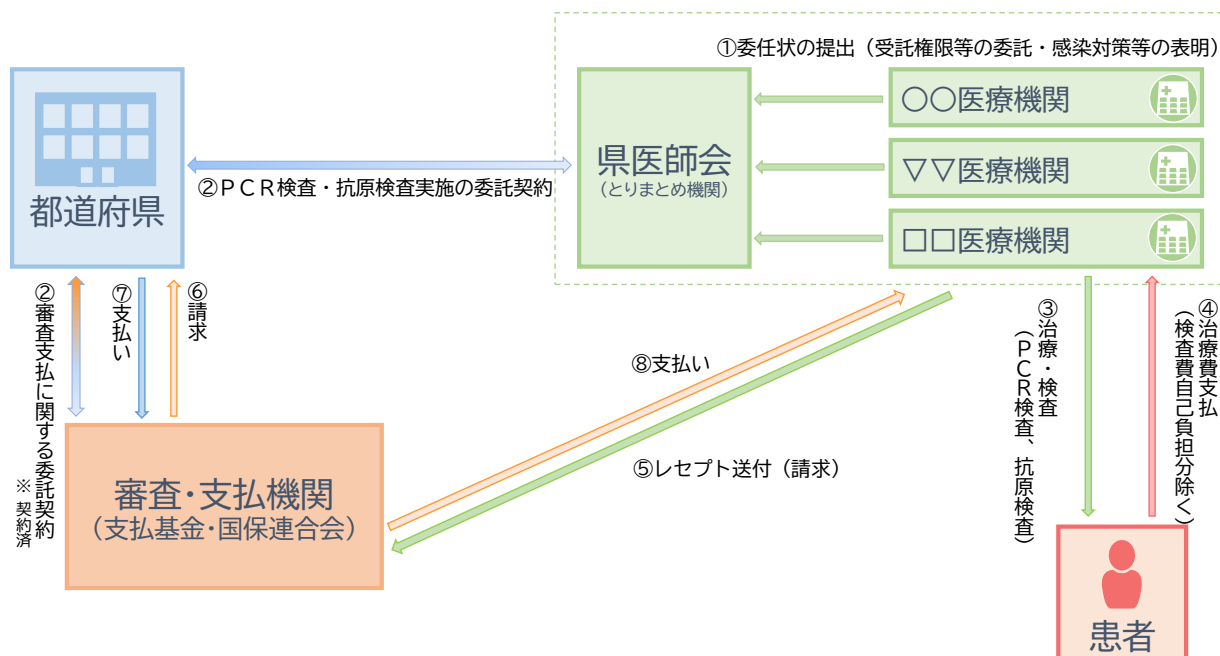 ①委任状の提出（受託権限等の委託・感染対策等の表明）
都道府県
②ＰＣＲ検査・抗原検査実施の委託契約
県医師会
（とりまとめ機関）
○○医療機関
▽▽医療機関
□□医療機関
②審査支払に関する委託契約
※ 契約済
⑦支払い
⑥請求
⑧支払い
⑤レセプト送付（請求）
③治療・検査
（ＰＣＲ検査、抗原検査）
④治療費支払
（検査費自己負担分除く）
審査・支払機関
（支払基金・国保連合会）
患者